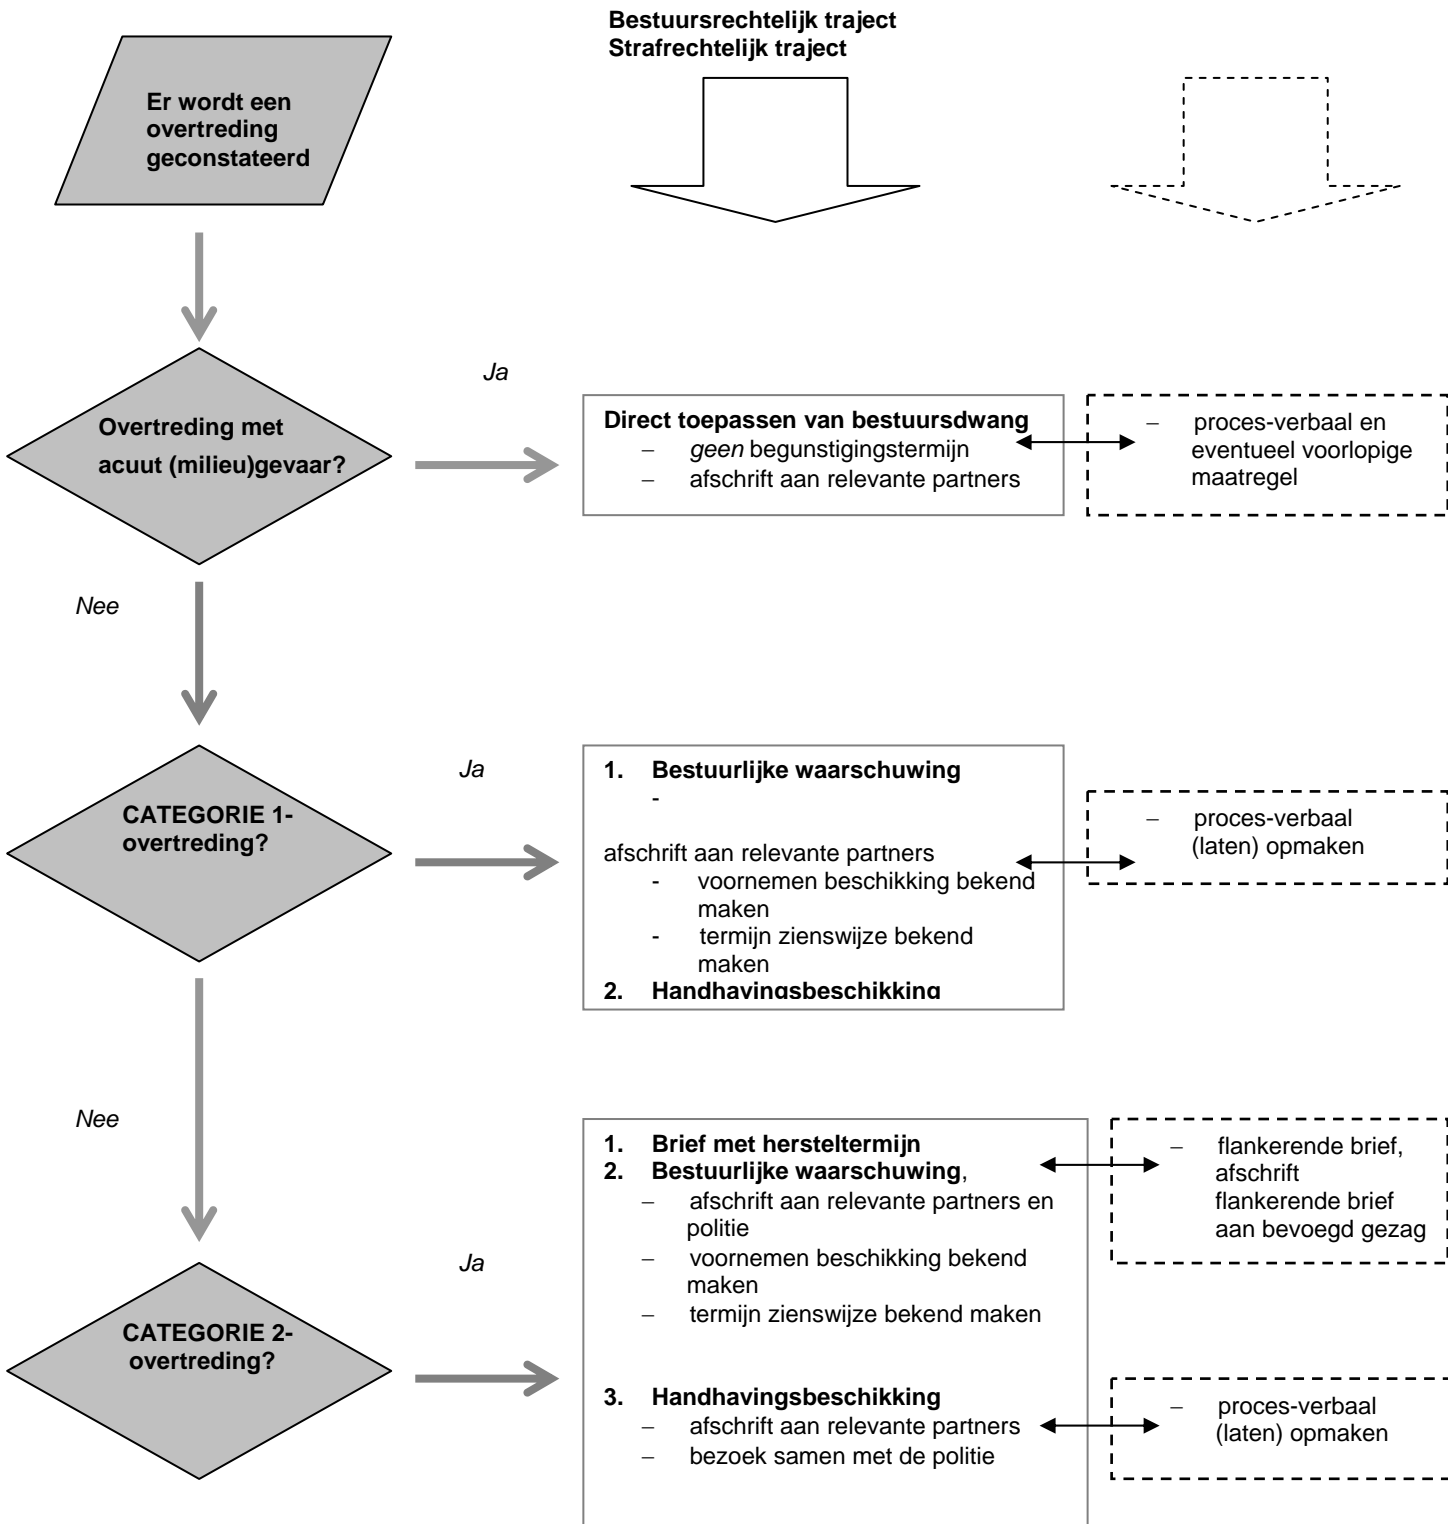 Bestuursrechtelijk traject
Strafrechtelijk traject
Er wordt een
overtreding
geconstateerd
Ja
Overtreding met
acuut (milieu)gevaar?
Direct toepassen van bestuursdwang
– geen begunstigingstermijn
– afschrift aan relevante partners
– proces-verbaal en
eventueel voorlopige
maatregel
Nee
CATEGORIE 1-
overtreding?
Ja
1. Bestuurlijke waarschuwing
-
afschrift aan relevante partners
- voornemen beschikking bekend
maken
- termijn zienswijze bekend
maken
2. Handhavingsbeschikking
– proces-verbaal
(laten) opmaken
Nee
CATEGORIE 2-
overtreding?
Ja
1. Brief met hersteltermijn
2. Bestuurlijke waarschuwing,
– afschrift aan relevante partners en
politie
– voornemen beschikking bekend
maken
– termijn zienswijze bekend maken
3. Handhavingsbeschikking
– afschrift aan relevante partners
– bezoek samen met de politie
– flankerende brief,
afschrift
flankerende brief
aan bevoegd gezag
– proces-verbaal
(laten) opmaken